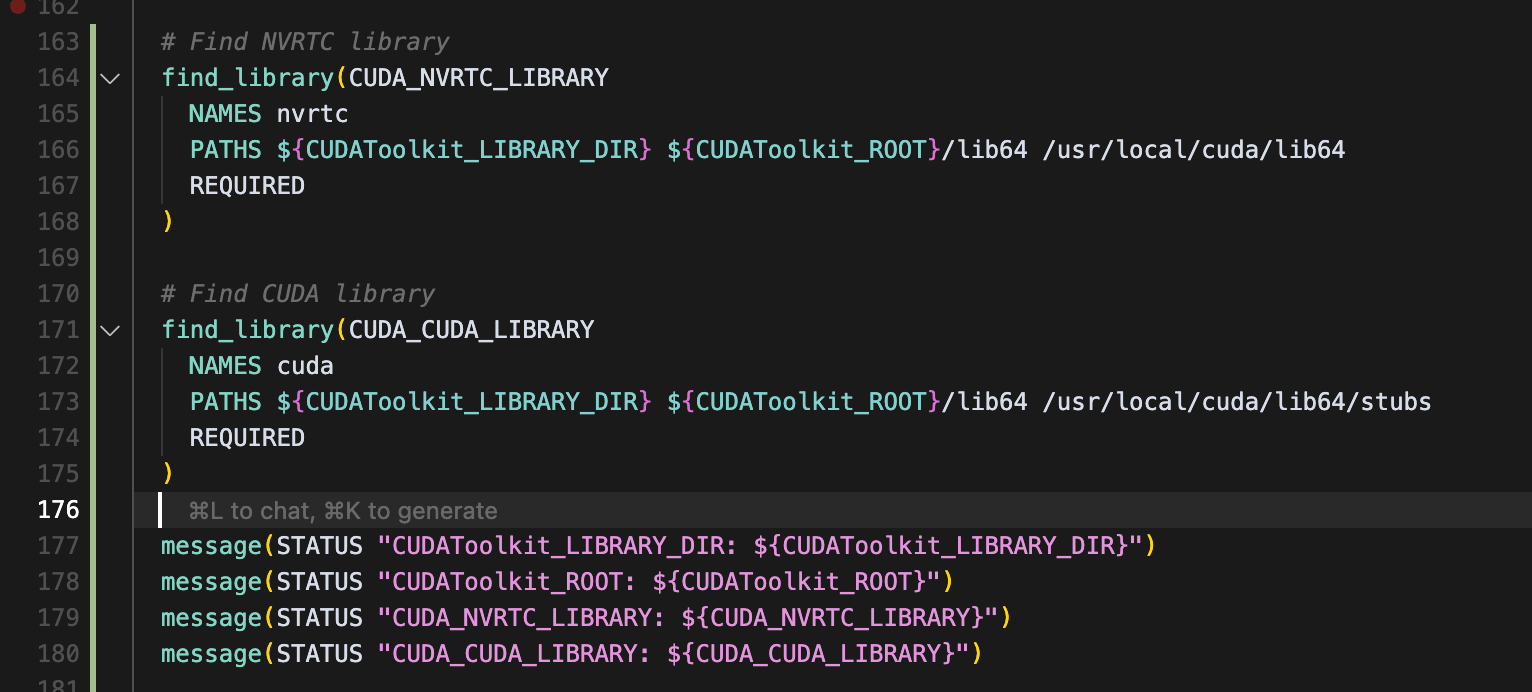 162
163 # Find NVRTC library
164 find_library(CUDA_NVRTC_LIBRARY
165 NAMES nvrtc
166 PATHS ${CUDAToolkit_LIBRARY_DIR} ${CUDAToolkit_ROOT}/lib64 /usr/local/cuda/lib64
167 REQUIRED
168 )
169
170 # Find CUDA library
171 find_library(CUDA_CUDA_LIBRARY
172 NAMES cuda
173 PATHS ${CUDAToolkit_LIBRARY_DIR} ${CUDAToolkit_ROOT}/lib64 /usr/local/cuda/lib64/stubs
174 REQUIRED
175 )
176 ⌘L to chat, ⌘K to generate
177 message(STATUS "CUDAToolkit_LIBRARY_DIR: ${CUDAToolkit_LIBRARY_DIR}")
178 message(STATUS "CUDAToolkit_ROOT: ${CUDAToolkit_ROOT}")
179 message(STATUS "CUDA_NVRTC_LIBRARY: ${CUDA_NVRTC_LIBRARY}")
180 message(STATUS "CUDA_CUDA_LIBRARY: ${CUDA_CUDA_LIBRARY}")
181